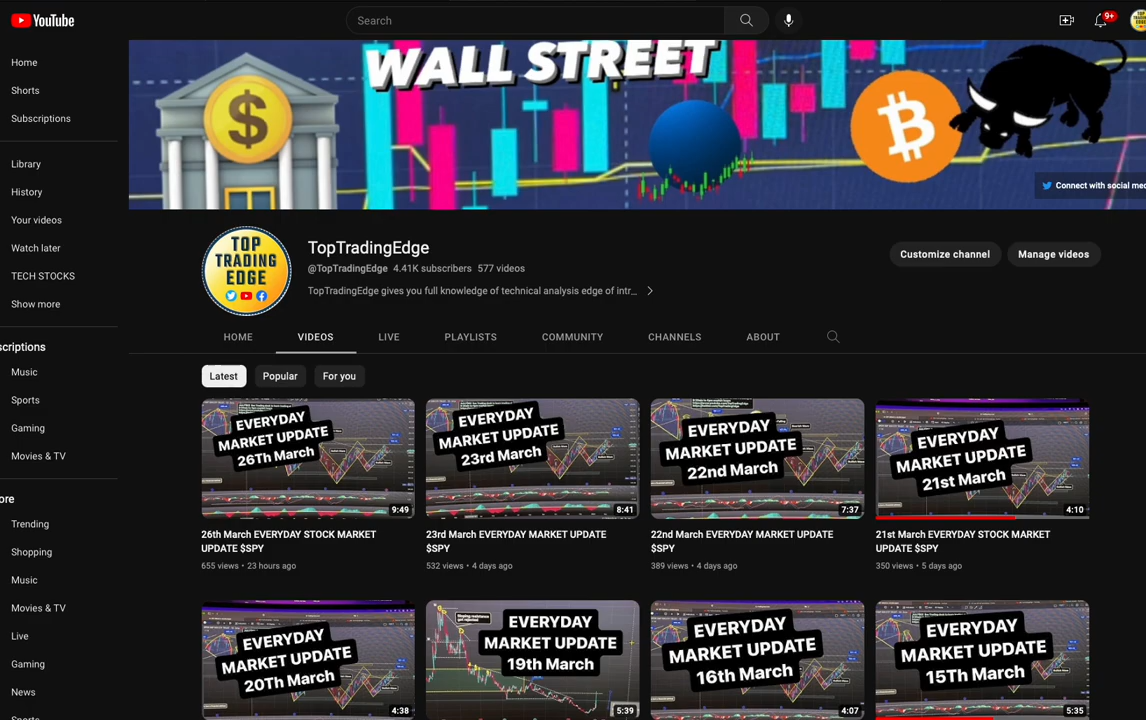 YouTube
Search
9+
Home
Shorts
Subscriptions
Library
History
Your videos
Watch later
TECH STOCKS
Show more
scriptions
Music
Sports
Gaming
Movies & TV
ore
Trending
Shopping
Music
Movies & TV
Live
Gaming
News
Sports
WALL STREET
Connect with social med
TOP
TRADING
EDGE
TopTradingEdge
@TopTradingEdge 4.41K subscribers 577 videos
TopTradingEdge gives you full knowledge of technical analysis edge of intr...
Customize channel
Manage videos
HOME VIDEOS LIVE PLAYLISTS COMMUNITY CHANNELS ABOUT
Latest Popular For you
EVERYDAY
MARKET UPDATE
26Th March
9:49
26th March EVERYDAY STOCK MARKET
UPDATE $SPY
655 views • 23 hours ago
EVERYDAY
MARKET UPDATE
23rd March
8:41
23rd March EVERYDAY MARKET UPDATE
$SPY
532 views • 4 days ago
EVERYDAY
MARKET UPDATE
22nd March
7:37
22nd March EVERYDAY MARKET UPDATE
$SPY
389 views • 4 days ago
EVERYDAY
MARKET UPDATE
21st March
4:10
21st March EVERYDAY STOCK MARKET
UPDATE $SPY
350 views • 5 days ago
EVERYDAY
MARKET UPDATE
20Th March
4:38
EVERYDAY
MARKET UPDATE
19th March
5:39
EVERYDAY
MARKET UPDATE
16th March
4:07
EVERYDAY
MARKET UPDATE
15Th March
5:35